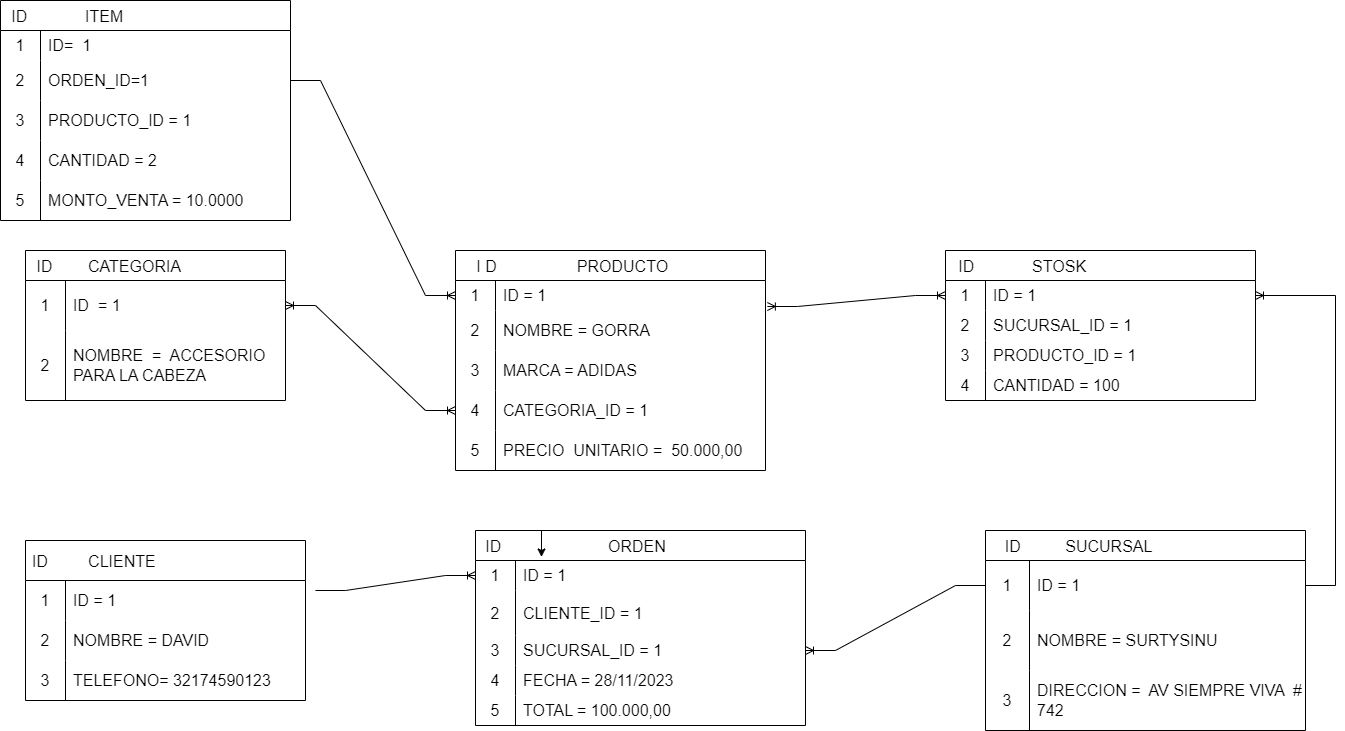 ID ITEM
1 ID= 1
2 ORDEN_ID=1
3 PRODUCTO_ID = 1
4 CANTIDAD = 2
5 MONTO_VENTA = 10.0000
ID CATEGORIA
1 ID = 1
2 NOMBRE = ACCESORIO
PARA LA CABEZA
I D PRODUCTO
1 ID = 1
2 NOMBRE = GORRA
3 MARCA = ADIDAS
4 CATEGORIA_ID = 1
5 PRECIO UNITARIO = 50.000,00
ID STOSK
1 ID = 1
2 SUCURSAL_ID = 1
3 PRODUCTO_ID = 1
4 CANTIDAD = 100
ID CLIENTE
1 ID = 1
2 NOMBRE = DAVID
3 TELEFONO= 32174590123
ID ORDEN
1 ID = 1
2 CLIENTE_ID = 1
3 SUCURSAL_ID = 1
4 FECHA = 28/11/2023
5 TOTAL = 100.000,00
ID SUCURSAL
1 ID = 1
2 NOMBRE = SURTYSINU
3 DIRECCION = AV SIEMPRE VIVA #
742